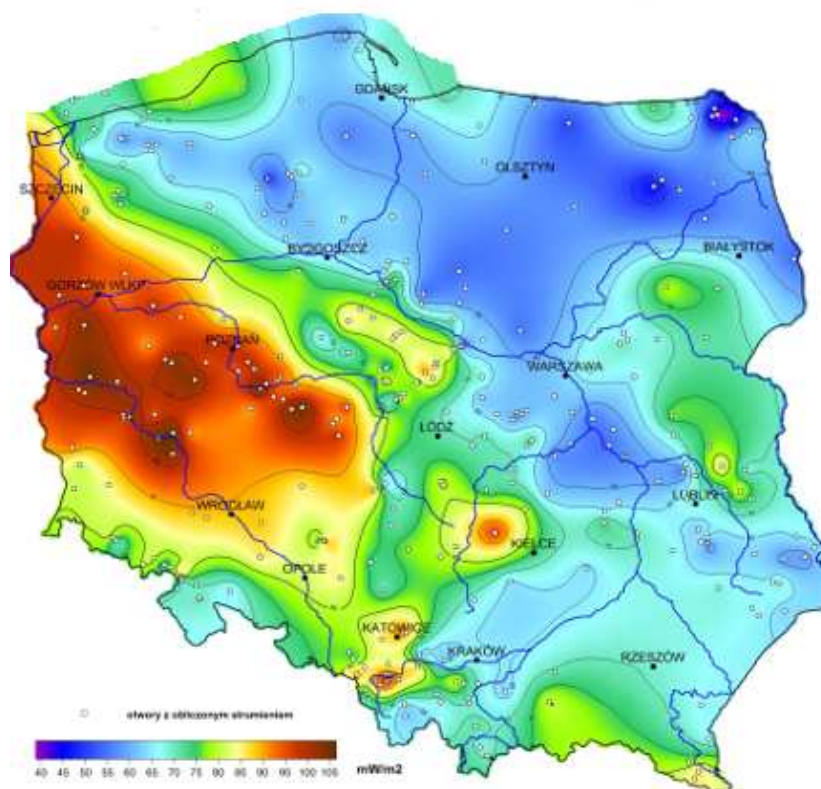 GDAŃSK
OLSZTYN
SZCZECIN
BYDGOSZCZ
BIAŁYSTOK
GORZÓW WLKP
POZNAŃ
WARSZAWA
ŁÓDŹ
LUBLIN
WROCŁAW
KIELCE
OPOLE
KATOWICE
KRAKÓW
RZESZÓW
otwory z obliczonym strumieniem
40 45 50 55 60 65 70 75 80 85 90 95 100 105 mW/m2